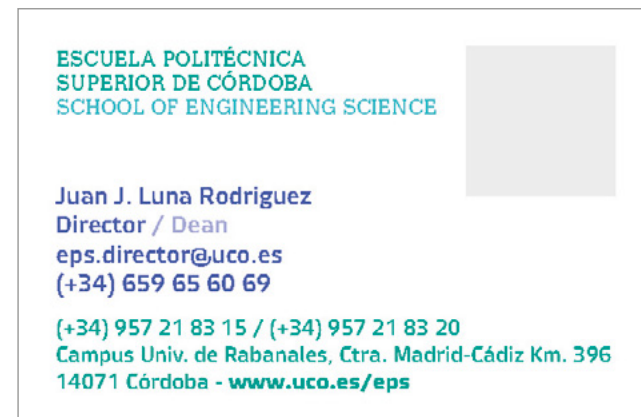 ESCUELA POLITÉCNICA
SUPERIOR DE CÓRDOBA
SCHOOL OF ENGINEERING SCIENCE
Juan J. Luna Rodriguez
Director / Dean
eps.director@uco.es
(+34) 659 65 60 69
(+34) 957 21 83 15 / (+34) 957 21 83 20
Campus Univ. de Rabanales, Ctra. Madrid-Cádiz Km. 396
14071 Córdoba - www.uco.es/eps